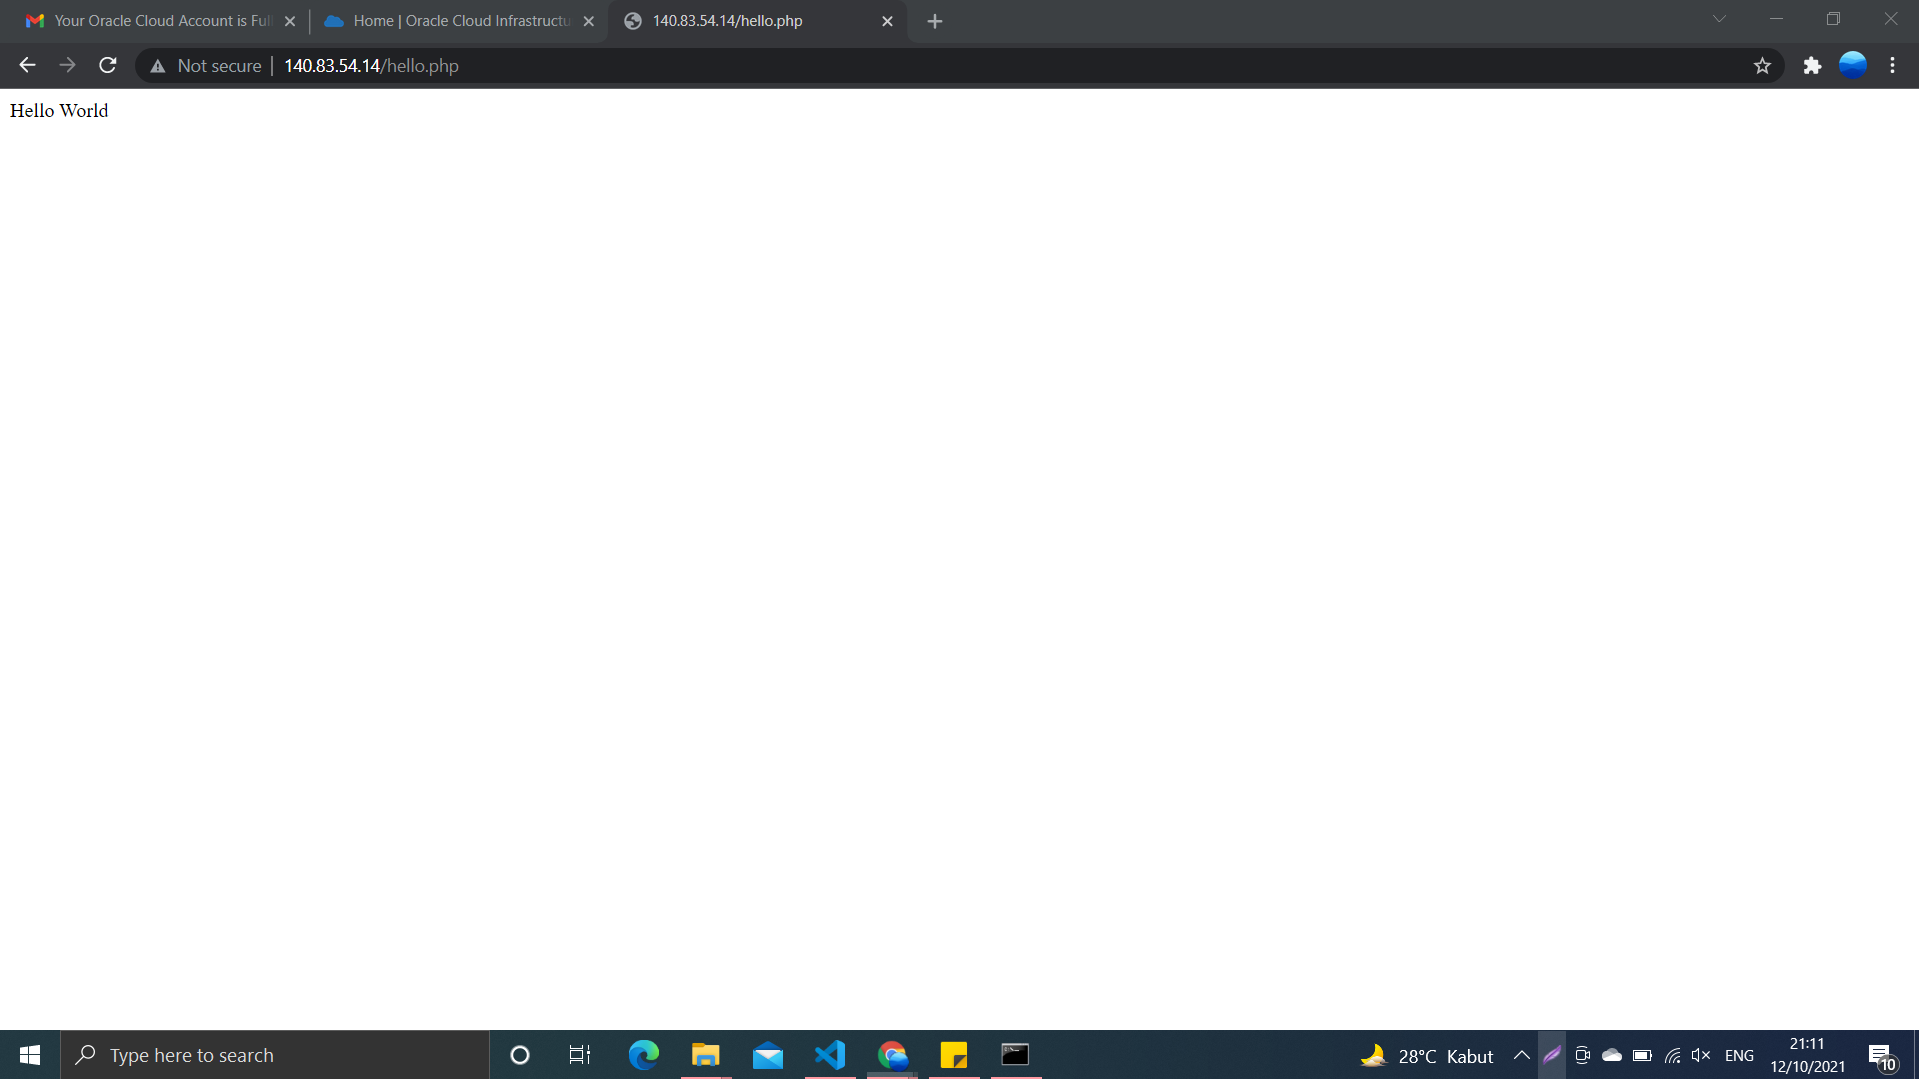 Your Oracle Cloud Account is Full
Home | Oracle Cloud Infrastructu
140.83.54.14/hello.php
Not secure
140.83.54.14/hello.php
Hello World
Type here to search
28°C Kabut
ENG
21:11
12/10/2021
10